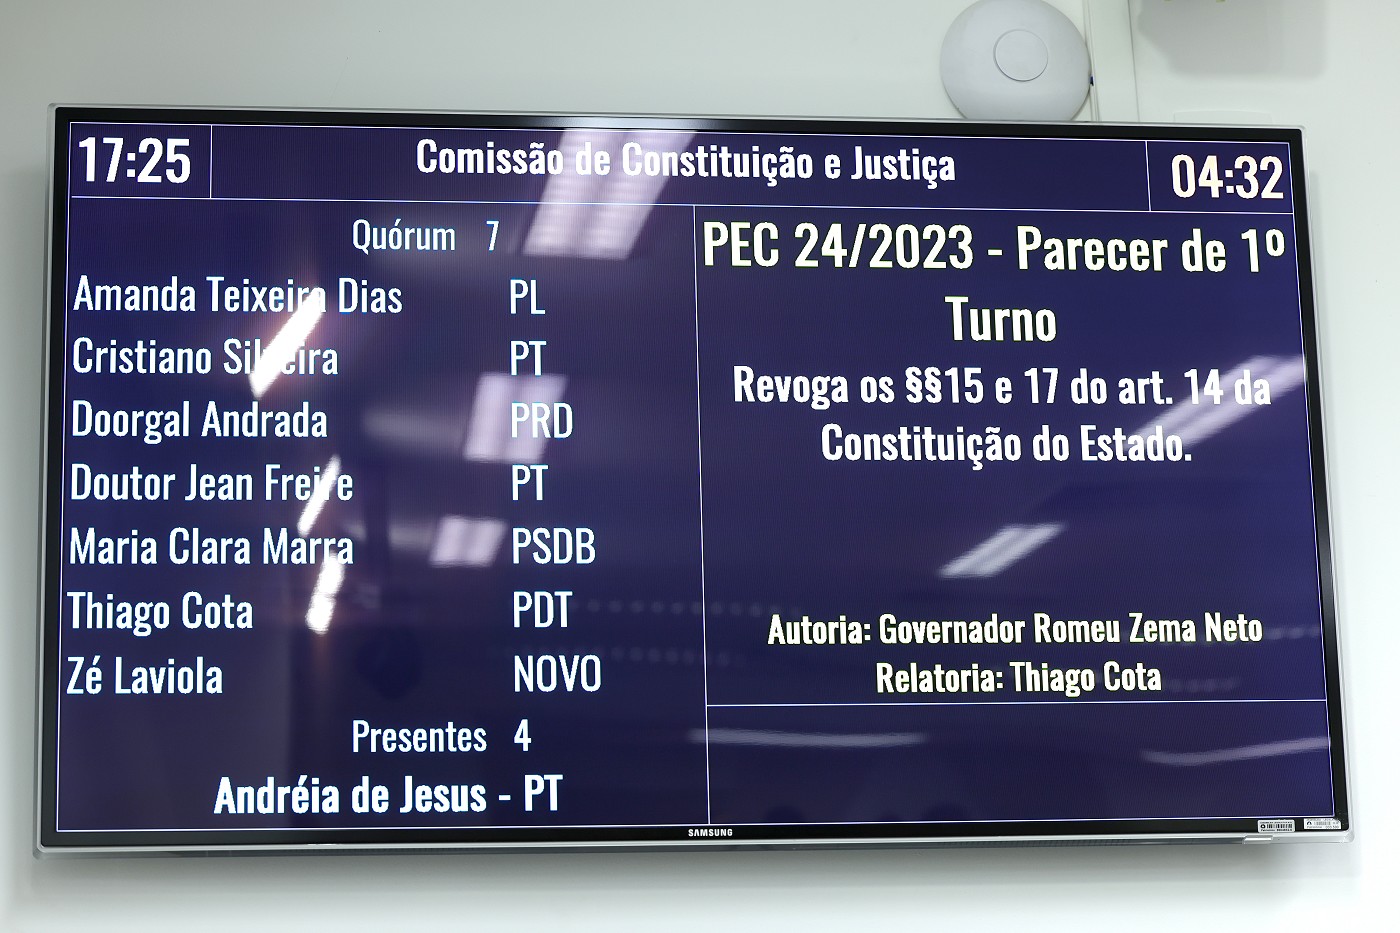 17:25
Comissão de Constituição e Justiça
04:32
Quórum 7
Amanda Teixeira Dias PL
Cristiano Silveira PT
Doorgal Andrada PRD
Doutor Jean Freire PT
Maria Clara Marra PSDB
Thiago Cota PDT
Zé Laviola NOVO
Presentes 4
Andréia de Jesus - PT
PEC 24/2023 - Parecer de 1º
Turno
Revoga os §§15 e 17 do art. 14 da
Constituição do Estado.
Autoria: Governador Romeu Zema Neto
Relatoria: Thiago Cota
SAMSUNG